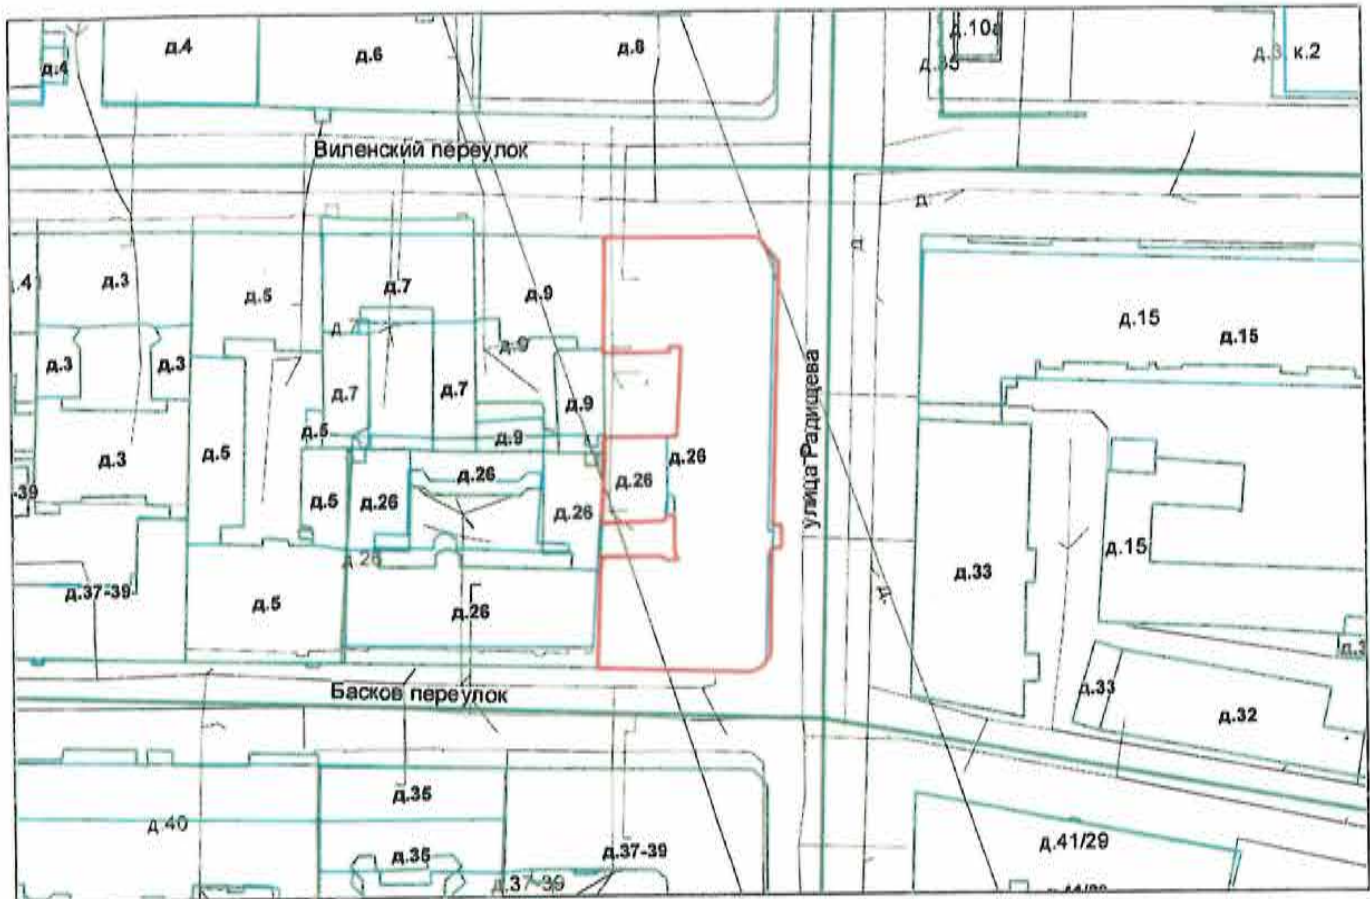 д.4
д.6
д.8
д.10а
д.4
д.35
д.3, к.2
Виленский переулок
д.
д.
д.3
д.5
д.7
д.9
д.15
д.15
д.9
д.3
д.3
д.7
д.7
д.9
улица Радищева
д.5
д.9
д.3
д.5
д.26
д.26
д.26
-39
д.5
д.26
д.26
д.26
д.15
д.33
д.37-39
д.5
д.26
д.
Басков переулок
д.33
д.32
д.35
д.40
д.35
д.37-39
д.41/29
д.37-39